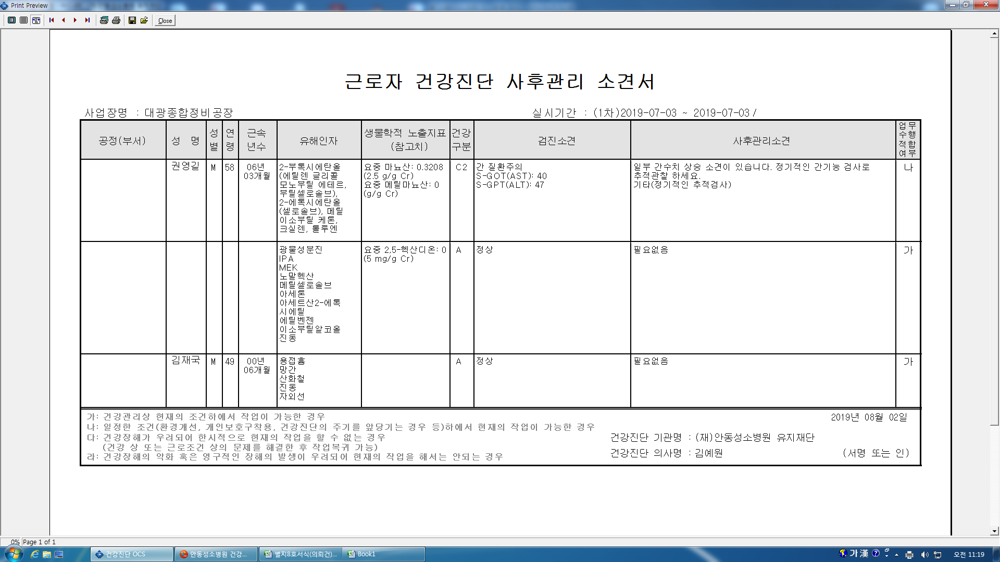 Print Preview
Close
근로자 건강진단 사후관리 소견서
사업장명 : 대광종합정비공장
실시기간 : (1차)2019-07-03 ~ 2019-07-03 /
공정(부서)
성 명
성별
연령
근속
년수
유해인자
생물학적 노출지표
(참고치)
건강
구분
검진소견
사후관리소견
업무
수행
적합
여부
권영길
M
58
06년
03개월
2-부톡시에탄올
(에틸렌 글리콜
모노부틸 에테르,
부틸셀로솔브),
2-에톡시에탄올
(셀로솔브), 메틸
이소부틸 케톤,
크실렌, 톨루엔
요중 마뇨산: 0.3208
(2.5 g/g Cr)
요중 메틸마뇨산: 0
(g/g Cr)
C2
간 질환주의
S-GOT(AST): 40
S-GPT(ALT): 47
일부 간수치 상승 소견이 있습니다. 정기적인 간기능 검사로
추적관찰 하세요.
기타(정기적인 추적검사)
나
광물성분진
IPA
MEK
노말헥산
메틸셀로솔브
아세톤
아세트산2-에톡
시에틸
에틸벤젠
이소부틸알코올
진동
요중 2,5-헥산디온: 0
(5 mg/g Cr)
A
정상
필요없음
가
김재국
M
49
00년
06개월
용접흄
망간
산화철
진동
자외선
A
정상
필요없음
가
가: 건강관리상 현재의 조건하에서 작업이 가능한 경우
나: 일정한 조건(환경개선, 개인보호구착용, 건강진단의 주기를 앞당기는 경우 등)하에서 현재의 작업이 가능한 경우
다: 건강장해가 우려되어 한시적으로 현재의 작업을 할 수 없는 경우
(건강 상 또는 근로조건 상의 문제를 해결한 후 작업복귀 가능)
라: 건강장해의 악화 혹은 영구적인 장해의 발생이 우려되어 현재의 작업을 해서는 안되는 경우
2019년 08월 02일
건강진단 기관명 : (재)안동성소병원 유지재단
건강진단 의사명 : 김예원
(서명 또는 인)
0% Page 1 of 1
건강진단 OCS
안동성소병원 건강...
별지8호서식(의뢰건)...
Book1
가 漢
오전 11:19